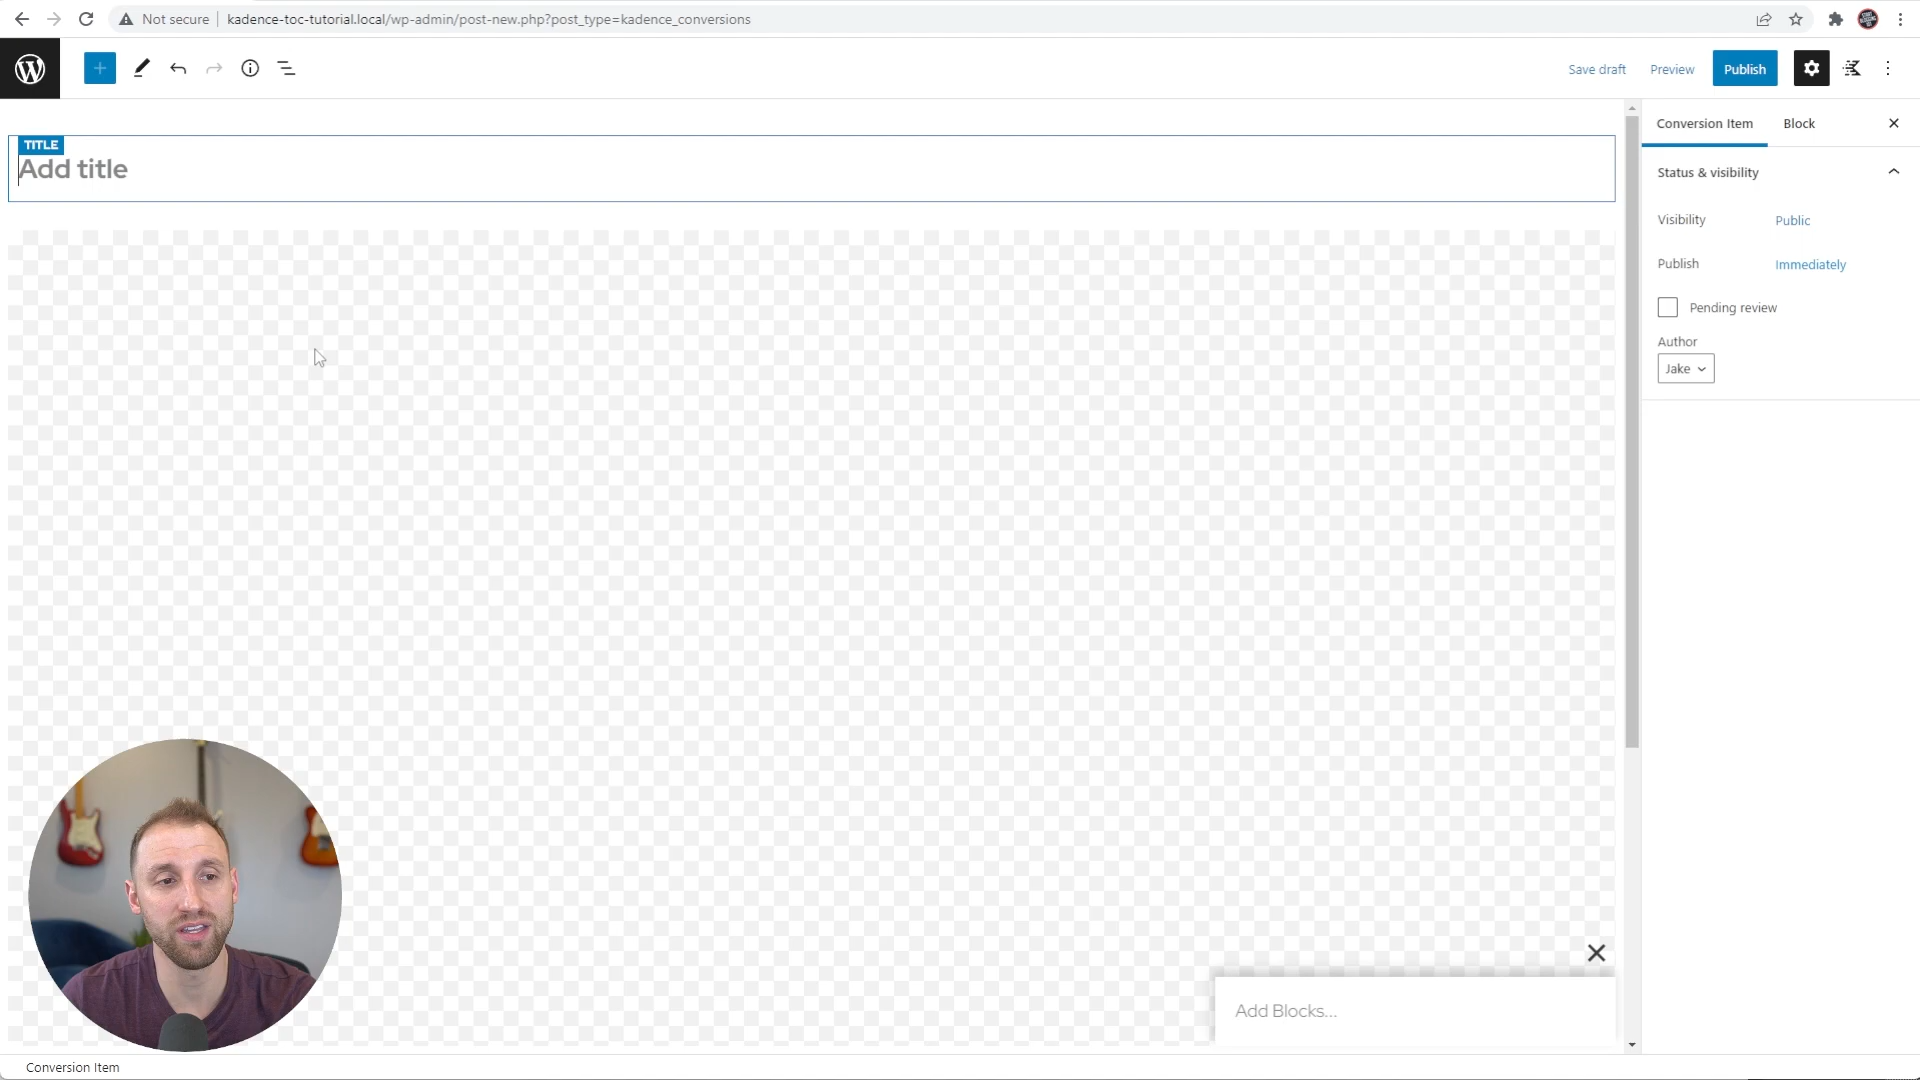 Not secure
kadence-toc-tutorial.local/wp-admin/post-new.php?post_type=kadence_conversions
Save draft
Preview
Publish
TITLE
Add title
Conversion Item
Block
Status & visibility
Visibility
Public
Publish
Immediately
Pending review
Author
Jake
Add Blocks...
Conversion Item